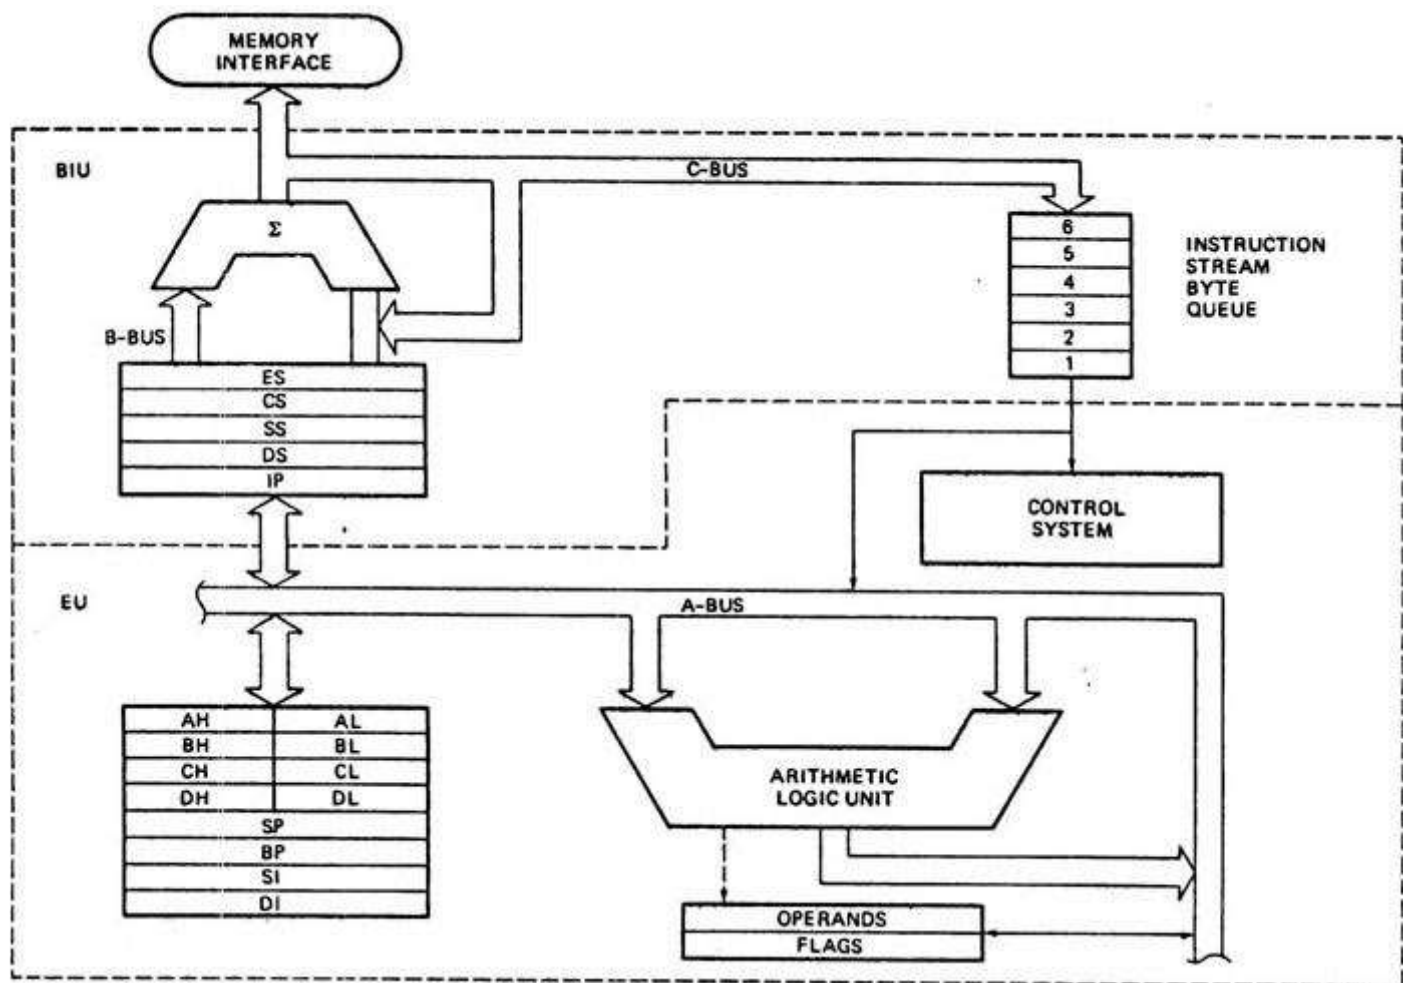 MEMORY
INTERFACE
BIU
C-BUS
Σ
6
5
4
3
2
1
INSTRUCTION
STREAM
BYTE
QUEUE
B-BUS
ES
CS
SS
DS
IP
CONTROL
SYSTEM
EU
A-BUS
AH AL
BH BL
CH CL
DH DL
SP
BP
SI
DI
ARITHMETIC
LOGIC UNIT
OPERANDS
FLAGS